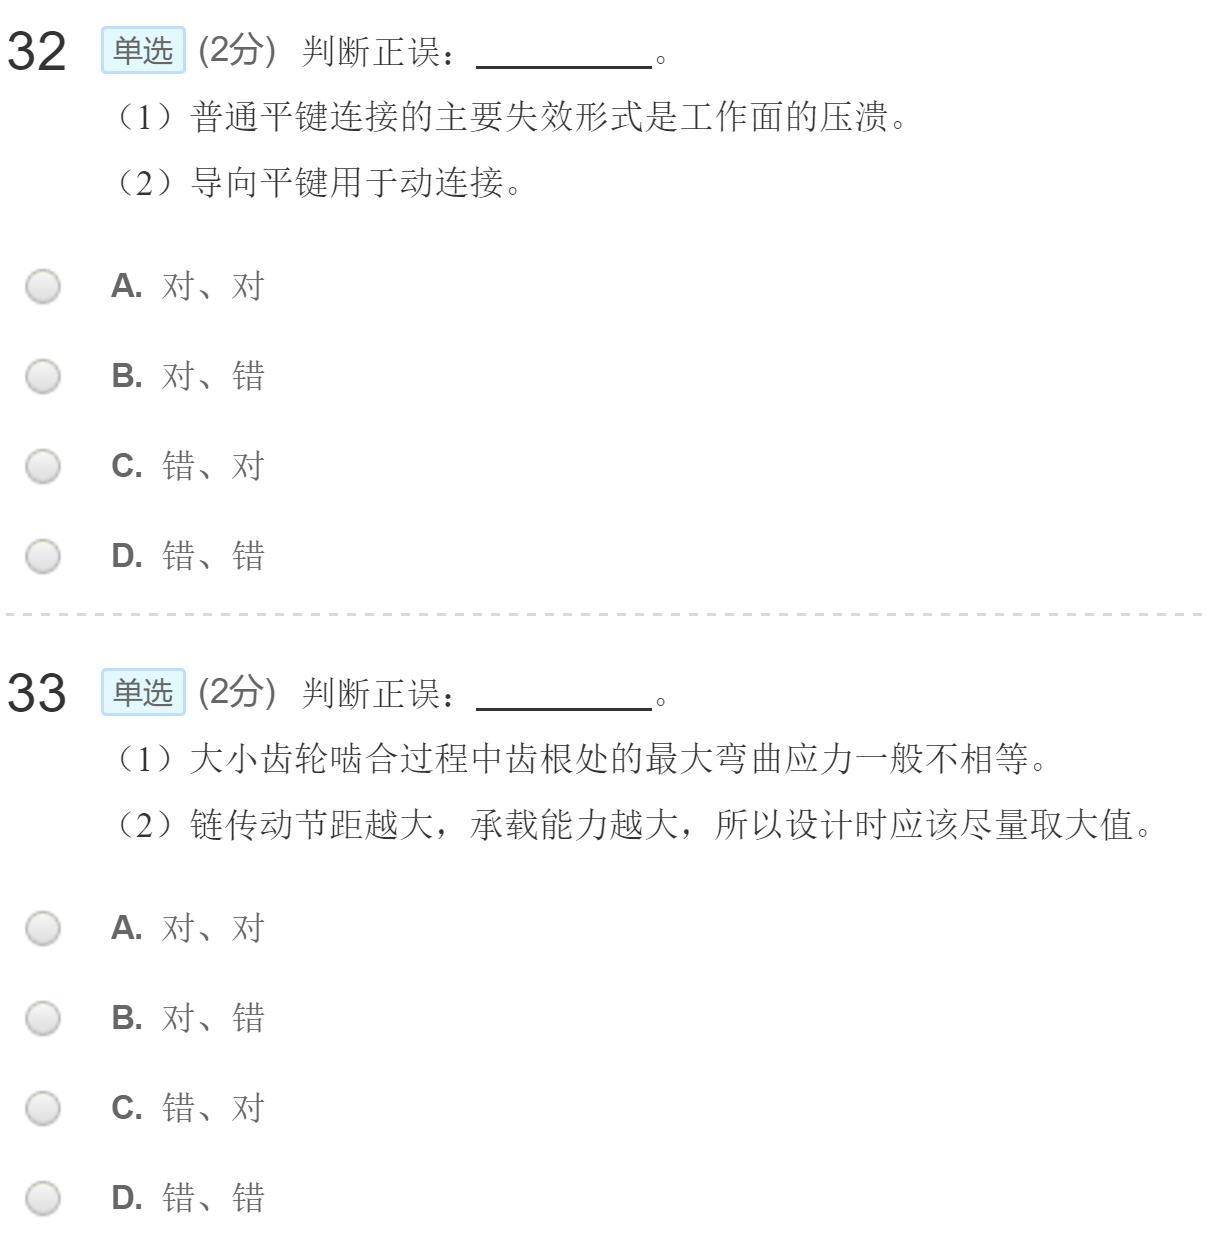 32 单选 (2分) 判断正误：__________。
（1）普通平键连接的主要失效形式是工作面的压溃。
（2）导向平键用于动连接。
A. 对、对
B. 对、错
C. 错、对
D. 错、错
33 单选 (2分) 判断正误：__________。
（1）大小齿轮啮合过程中齿根处的最大弯曲应力一般不相等。
（2）链传动节距越大，承载能力越大，所以设计时应该尽量取大值。
A. 对、对
B. 对、错
C. 错、对
D. 错、错